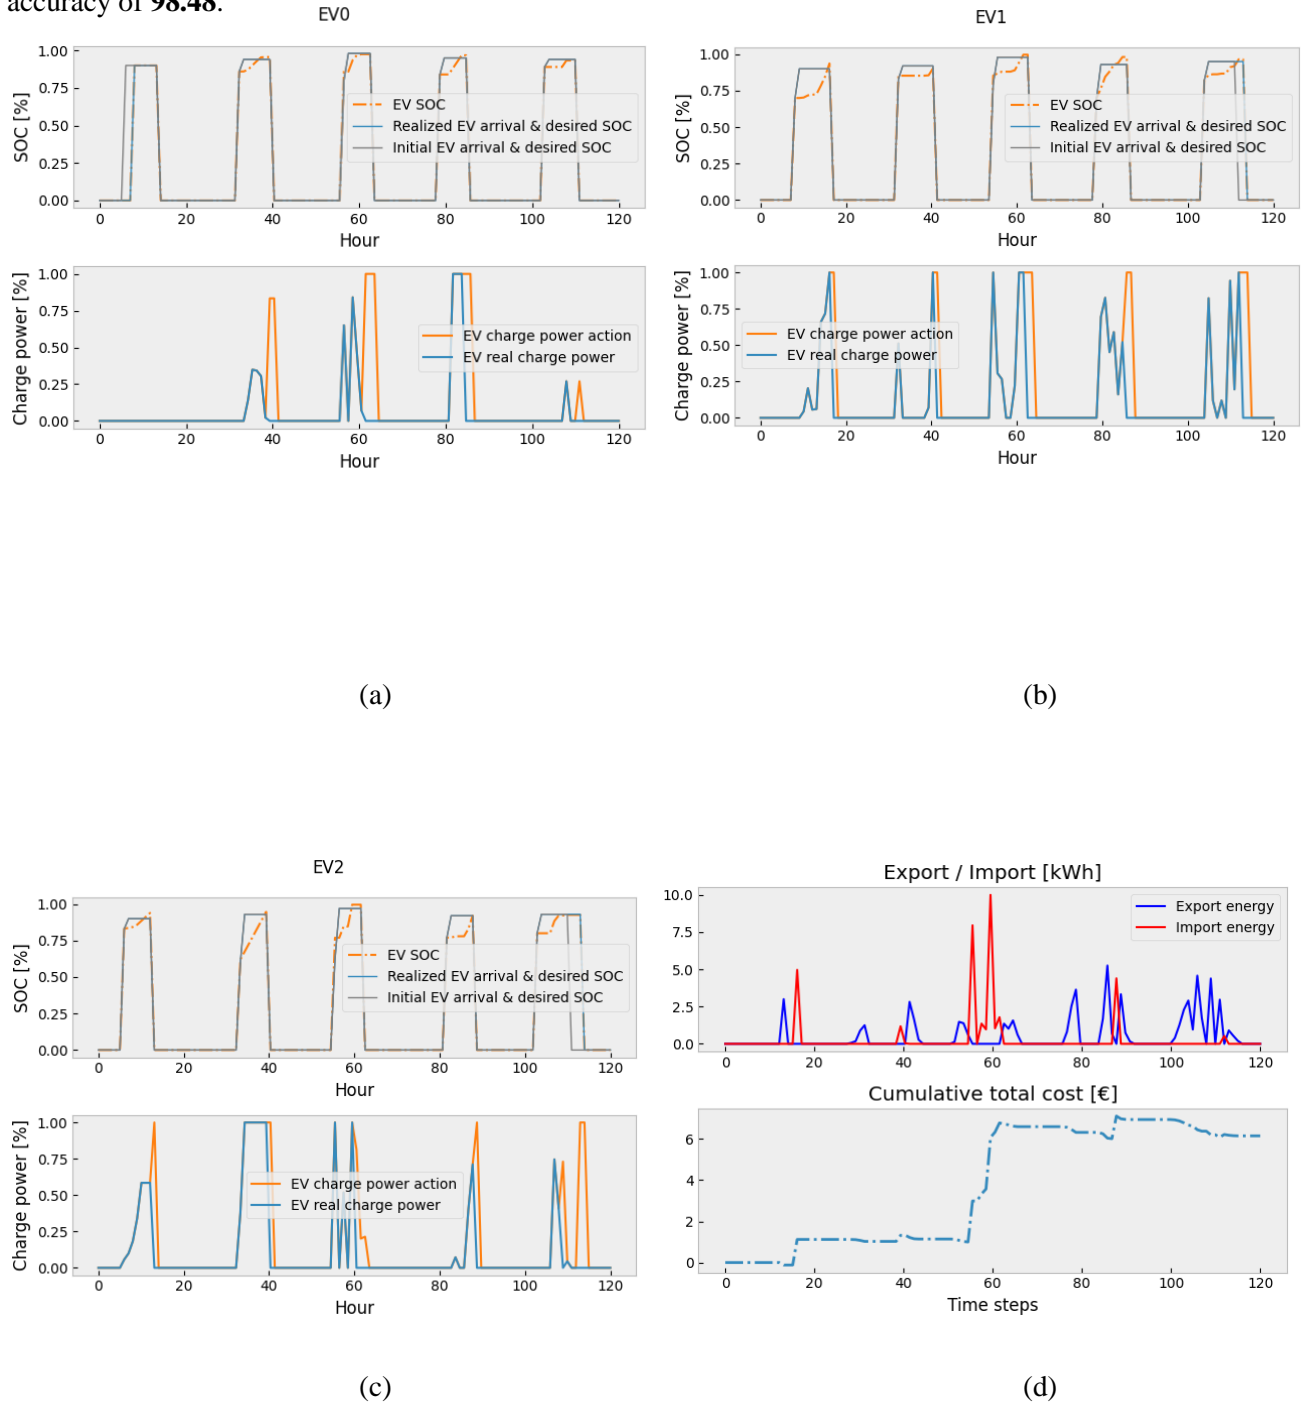 accuracy of 98.48.
EV0
1.00
0.75
0.50
0.25
0.00
SOC [%]
EV SOC
Realized EV arrival & desired SOC
Initial EV arrival & desired SOC
0 20 40 60 80 100 120
Hour
1.00
0.75
0.50
0.25
0.00
Charge power [%]
EV charge power action
EV real charge power
0 20 40 60 80 100 120
Hour
(a)
EV1
1.00
0.75
0.50
0.25
0.00
SOC [%]
EV SOC
Realized EV arrival & desired SOC
Initial EV arrival & desired SOC
0 20 40 60 80 100 120
Hour
1.00
0.75
0.50
0.25
0.00
Charge power [%]
EV charge power action
EV real charge power
0 20 40 60 80 100 120
Hour
(b)
EV2
1.00
0.75
0.50
0.25
0.00
SOC [%]
EV SOC
Realized EV arrival & desired SOC
Initial EV arrival & desired SOC
0 20 40 60 80 100 120
Hour
1.00
0.75
0.50
0.25
0.00
Charge power [%]
EV charge power action
EV real charge power
0 20 40 60 80 100 120
Hour
(c)
Export / Import [kWh]
10.0
7.5
5.0
2.5
0.0
Export energy
Import energy
0 20 40 60 80 100 120
Cumulative total cost [€]
6
4
2
0
0 20 40 60 80 100 120
Time steps
(d)